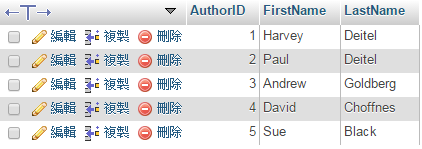 AuthorID FirstName LastName
編輯 複製 刪除 1 Harvey Deitel
編輯 複製 刪除 2 Paul Deitel
編輯 複製 刪除 3 Andrew Goldberg
編輯 複製 刪除 4 David Choffnes
編輯 複製 刪除 5 Sue Black